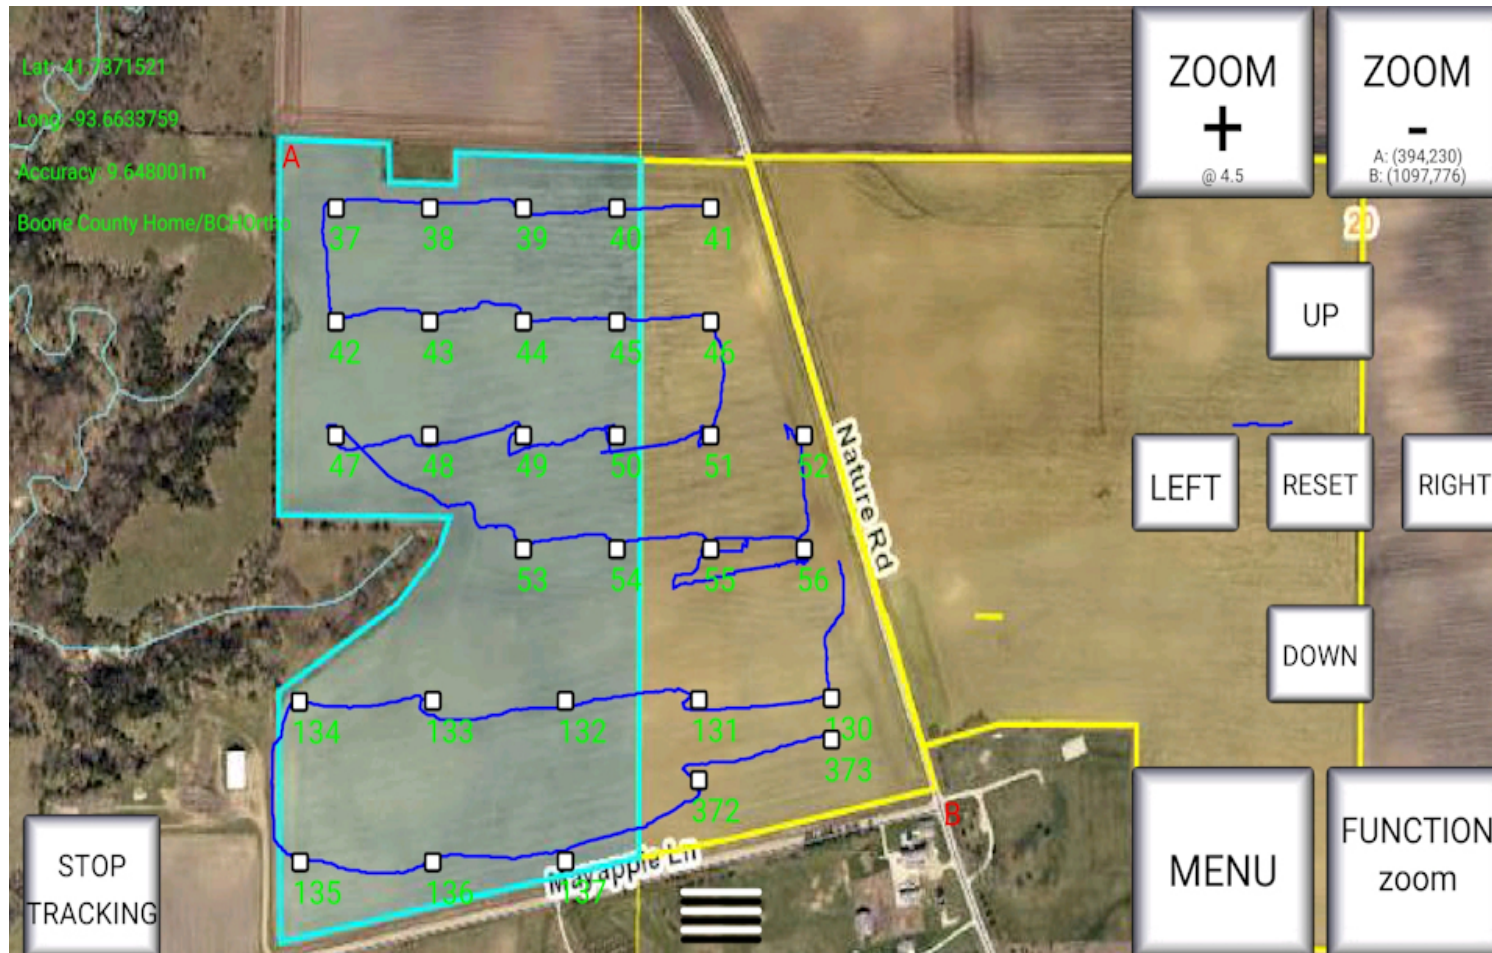 Lat: 41.7371521
Long: -93.6633759
Accuracy: 9.648001m
Boone County Home/BCHOrtho
A
ZOOM
+
@ 4.5
ZOOM
-
A: (394,230)
B: (1097,776)
20
37 38 39 40 41
UP
42 43 44 45 46
47 48 49 50 51 52
Nature Rd
LEFT RESET RIGHT
53 54 55 56
DOWN
134 133 132 131 130
373
372
B
135 136 137
Mayapple Ln
STOP
TRACKING
MENU
FUNCTION
zoom